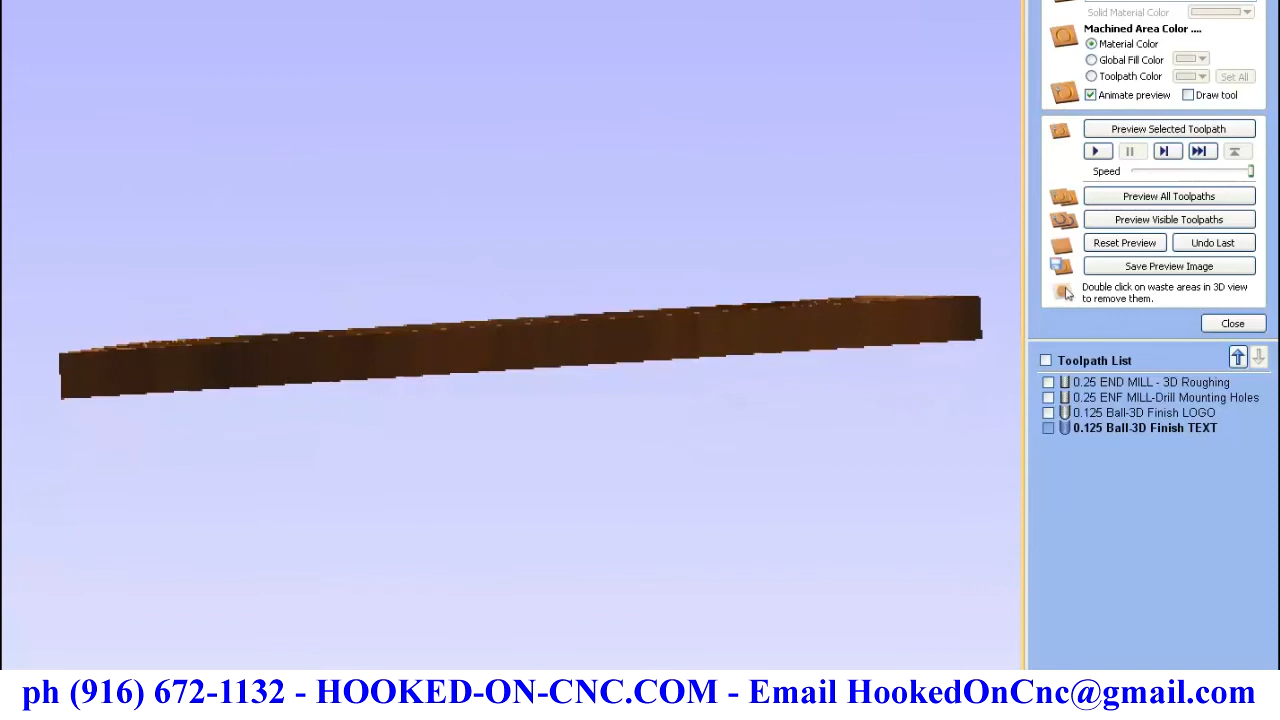 Solid Material Color
Machined Area Color ....
Material Color
Global Fill Color
Toolpath Color
Set All
Animate preview
Draw tool
Preview Selected Toolpath
Speed
Preview All Toolpaths
Preview Visible Toolpaths
Reset Preview
Undo Last
Save Preview Image
Double click on waste areas in 3D view
to remove them.
Close
Toolpath List
0.25 END MILL - 3D Roughing
0.25 ENF MILL-Drill Mounting Holes
0.125 Ball-3D Finish LOGO
0.125 Ball-3D Finish TEXT
ph (916) 672-1132 - HOOKED-ON-CNC.COM - Email HookedOnCnc@gmail.com